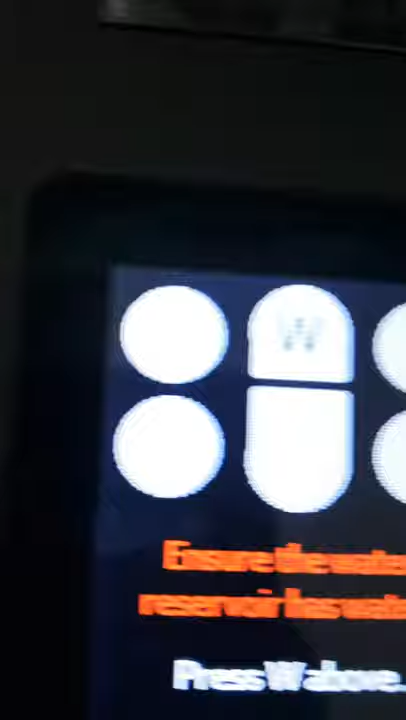 W
Ensure the water
reservoir has water
Press W above.